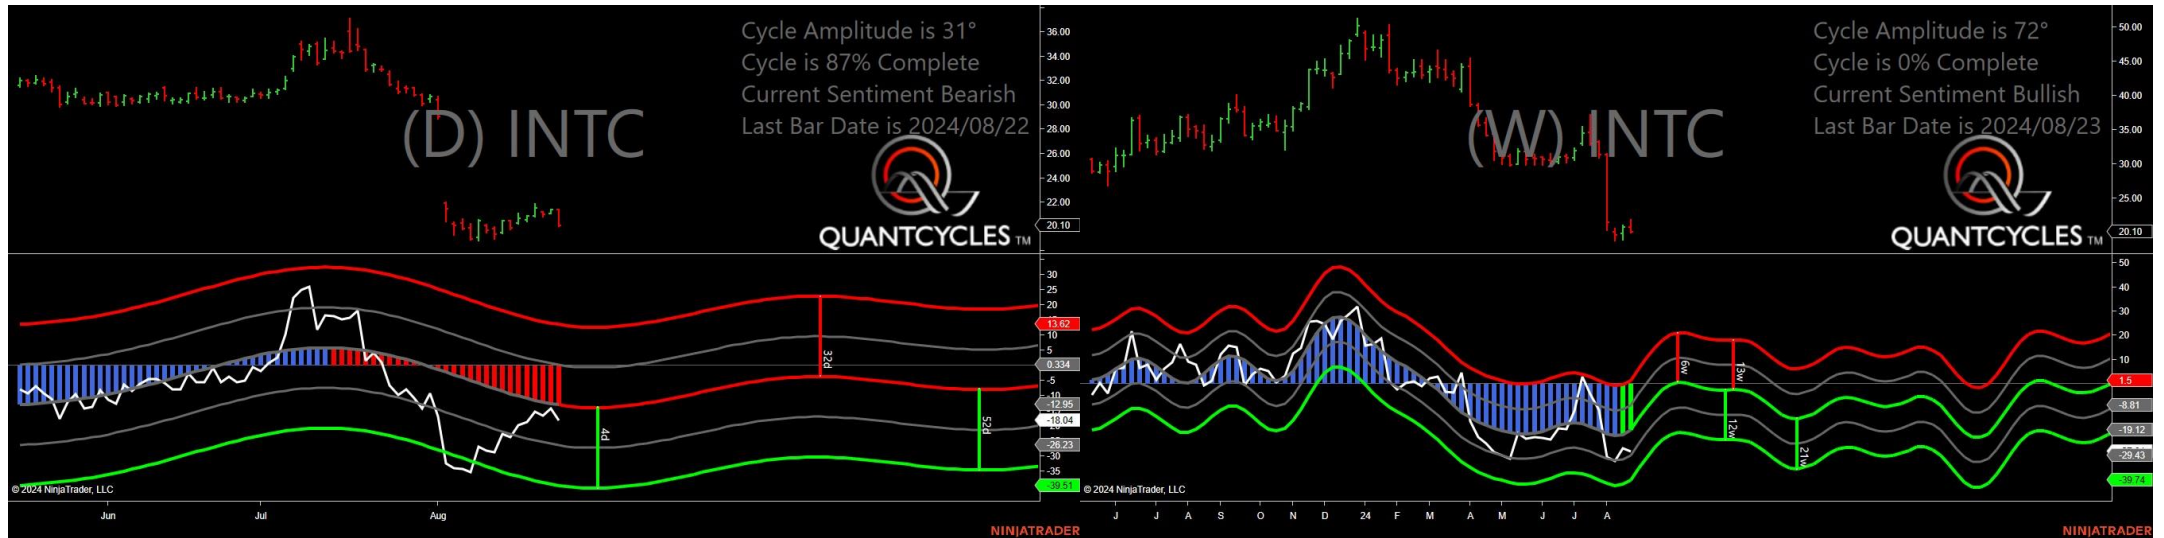 Cycle Amplitude is 31°
Cycle is 87% Complete
Current Sentiment Bearish
Last Bar Date is 2024/08/22
(D) INTC
QUANTCYCLES TM
36.00
34.00
32.00
30.00
28.00
26.00
24.00
22.00
20.10
30
25
20
13.62
10
5
0.334
-5
-10
-12.95
-18.04
-26.23
-30
-35
-39.51
32d
4d
52d
© 2024 NinjaTrader, LLC
Jun Jul Aug
NINJATRADER
Cycle Amplitude is 72°
Cycle is 0% Complete
Current Sentiment Bullish
Last Bar Date is 2024/08/23
(W) INTC
QUANTCYCLES TM
50.00
45.00
40.00
35.00
30.00
25.00
20.10
50
40
30
20
10
1.5
-8.81
-19.12
-29.43
-39.74
6w
13w
12w
21w
© 2024 NinjaTrader, LLC
J J A S O N D 24 F M A M J J A
NINJATRADER